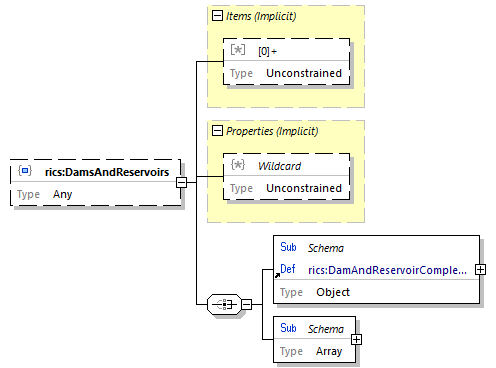 Items (Implicit)
[*] [0]+
Type Unconstrained
Properties (Implicit)
{*} Wildcard
Type Unconstrained
rics:DamsAndReservoirs
Type Any
Sub Schema
Def rics:DamAndReservoirComple...
Type Object
Sub Schema
Type Array